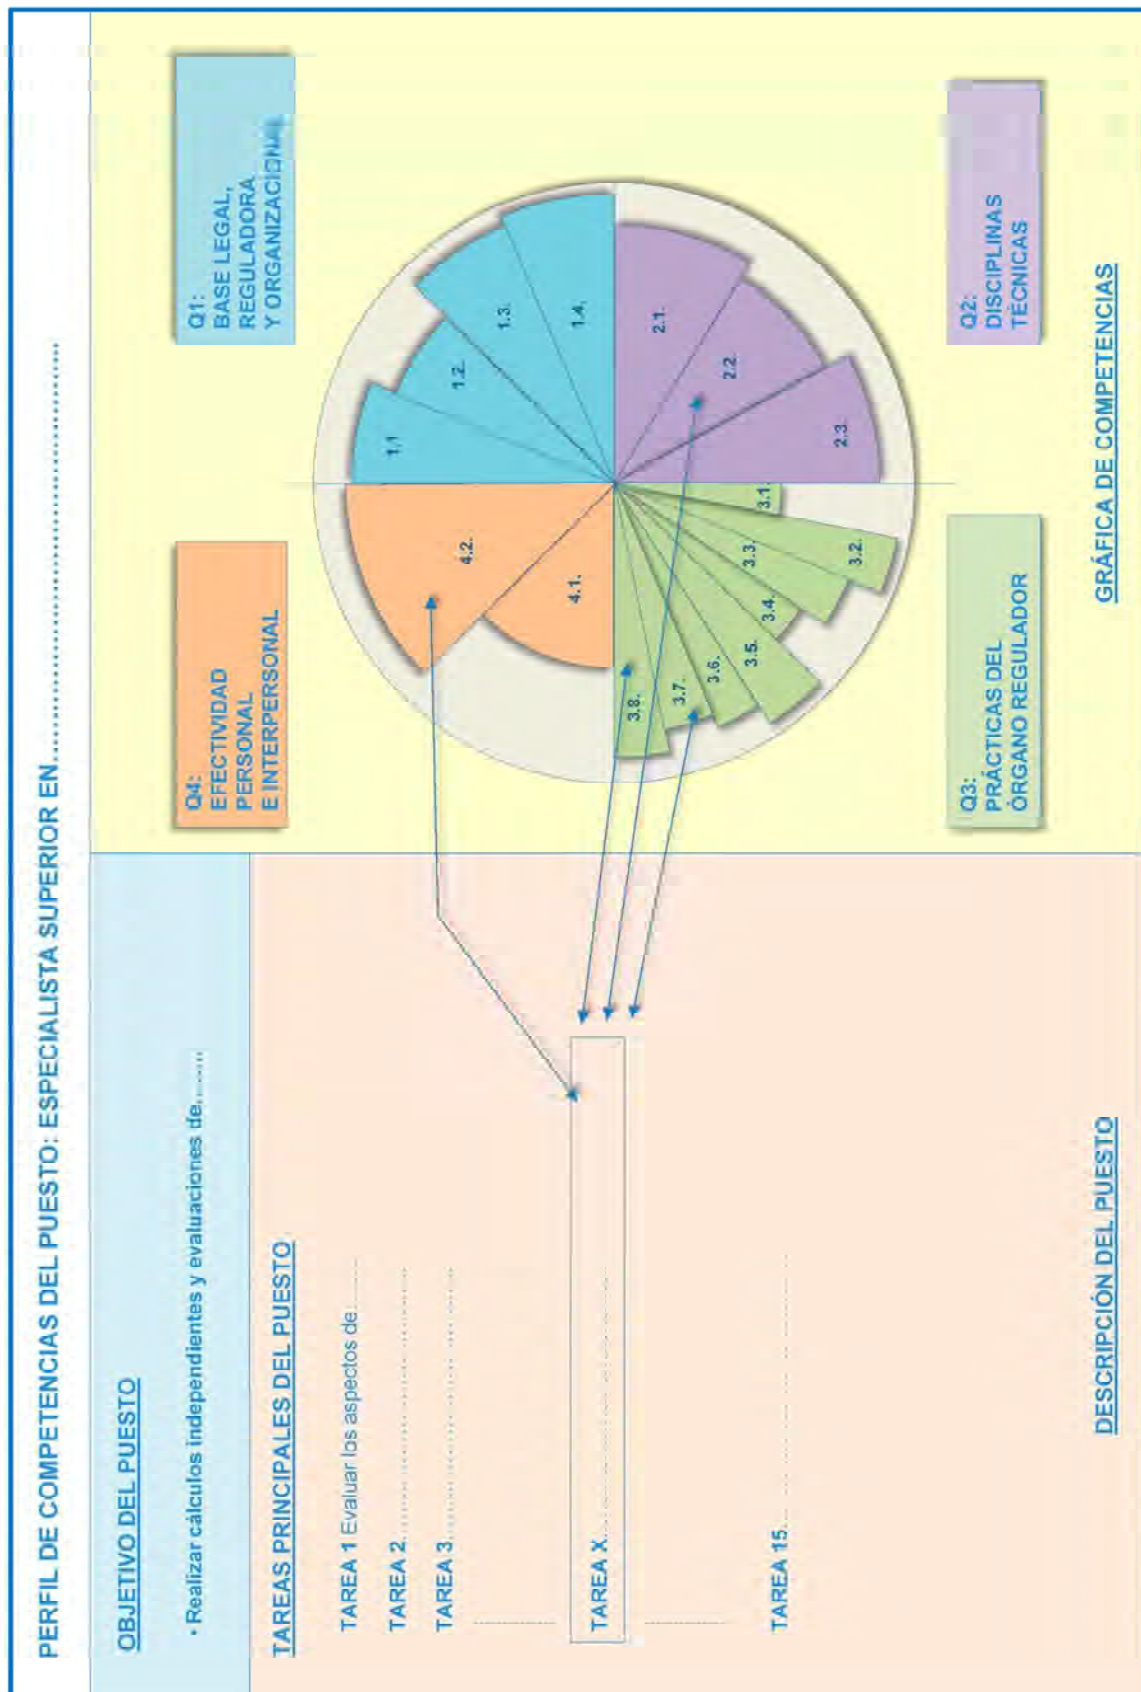 PERFIL DE COMPETENCIAS DEL PUESTO: ESPECIALISTA SUPERIOR EN..........................................................
OBJETIVO DEL PUESTO
• Realizar cálculos independientes y evaluaciones de........
TAREAS PRINCIPALES DEL PUESTO
TAREA 1 Evaluar los aspectos de..........
TAREA 2..............................
TAREA 3..............................
TAREA X..............................
TAREA 15..............................
DESCRIPCIÓN DEL PUESTO
Q4:
EFECTIVIDAD
PERSONAL
E INTERPERSONAL
Q1:
BASE LEGAL,
REGULADORA
Y ORGANIZACIONAL
4.2.
4.1.
1.1
1.2.
1.3.
1.4.
3.8.
3.7.
3.6.
3.5.
3.4.
3.3.
3.2.
3.1.
2.1.
2.2.
2.3.
Q3:
PRÁCTICAS DEL
ÓRGANO REGULADOR
Q2:
DISCIPLINAS
TÉCNICAS
GRÁFICA DE COMPETENCIAS